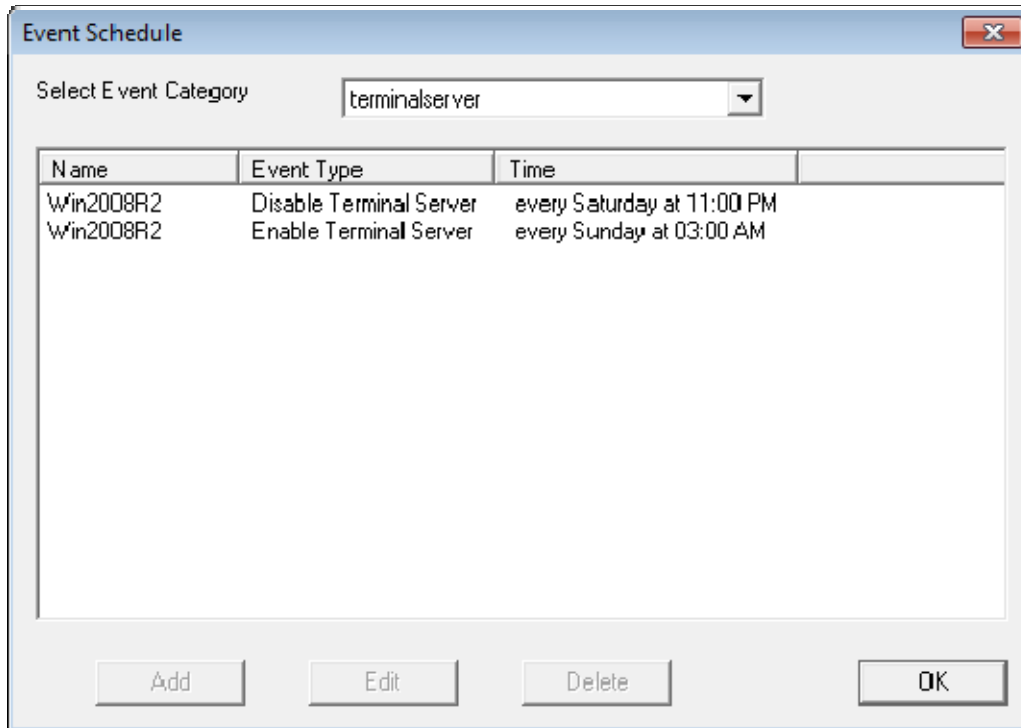 Event Schedule
Select Event Category terminalserver
Name Event Type Time
Win2008R2 Disable Terminal Server every Saturday at 11:00 PM
Win2008R2 Enable Terminal Server every Sunday at 03:00 AM
Add Edit Delete OK